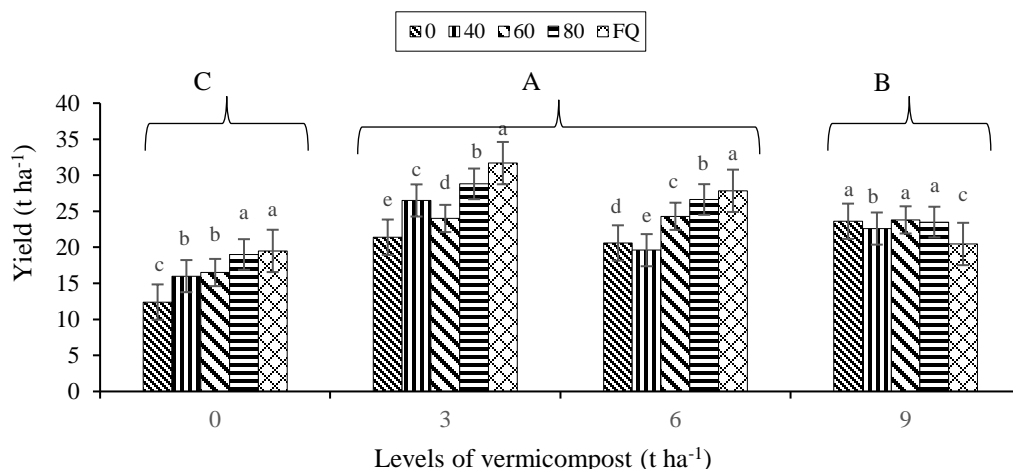 0 40 60 80 FQ
C A B
Yield (t ha⁻¹)
40
35
30
25
20
15
10
5
0
c b b a a
e c d b a
d e c b a
a b a a c
0 3 6 9
Levels of vermicompost (t ha⁻¹)